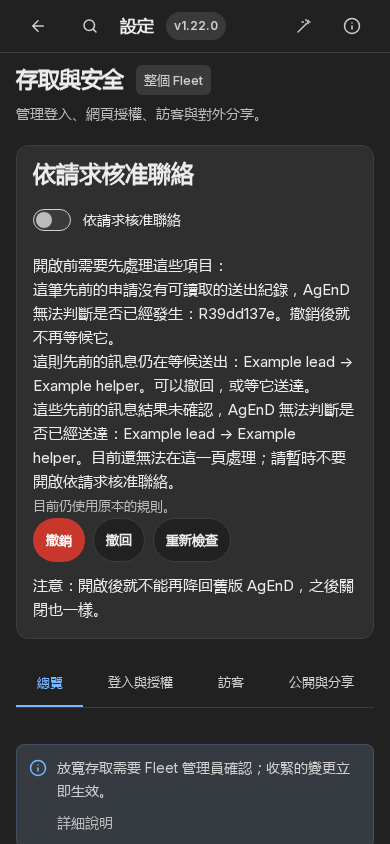 設定 v1.22.0
存取與安全 整個 Fleet
管理登入、網頁授權、訪客與對外分享。
依請求核准聯絡
依請求核准聯絡
開啟前需要先處理這些項目：
這筆先前的申請沒有可讀取的送出紀錄，AgEnD
無法判斷是否已經發生：R39dd137e。撤銷後就
不再等候它。
這則先前的訊息仍在等候送出：Example lead →
Example helper。可以撤回，或等它送達。
這些先前的訊息結果未確認，AgEnD 無法判斷是
否已經送達：Example lead → Example
helper。目前還無法在這一頁處理；請暫時不要
開啟依請求核准聯絡。
目前仍使用原本的規則。
撤銷 撤回 重新檢查
注意：開啟後就不能再降回舊版 AgEnD，之後關
閉也一樣。
總覽 登入與授權 訪客 公開與分享
放寬存取需要 Fleet 管理員確認；收緊的變更立
即生效。
詳細說明